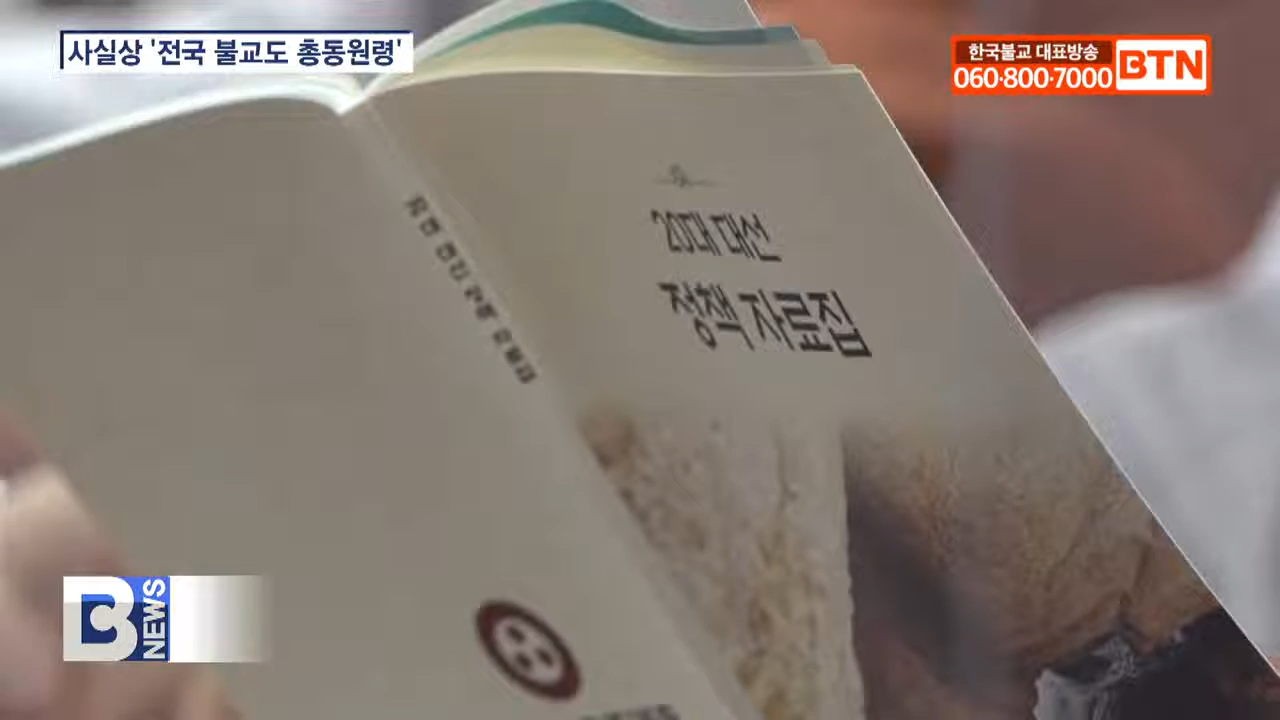 사실상 '전국 불교도 총동원령'
한국불교 대표방송
060·800·7000
BTN
20대 대선
정책 자료집
B NEWS